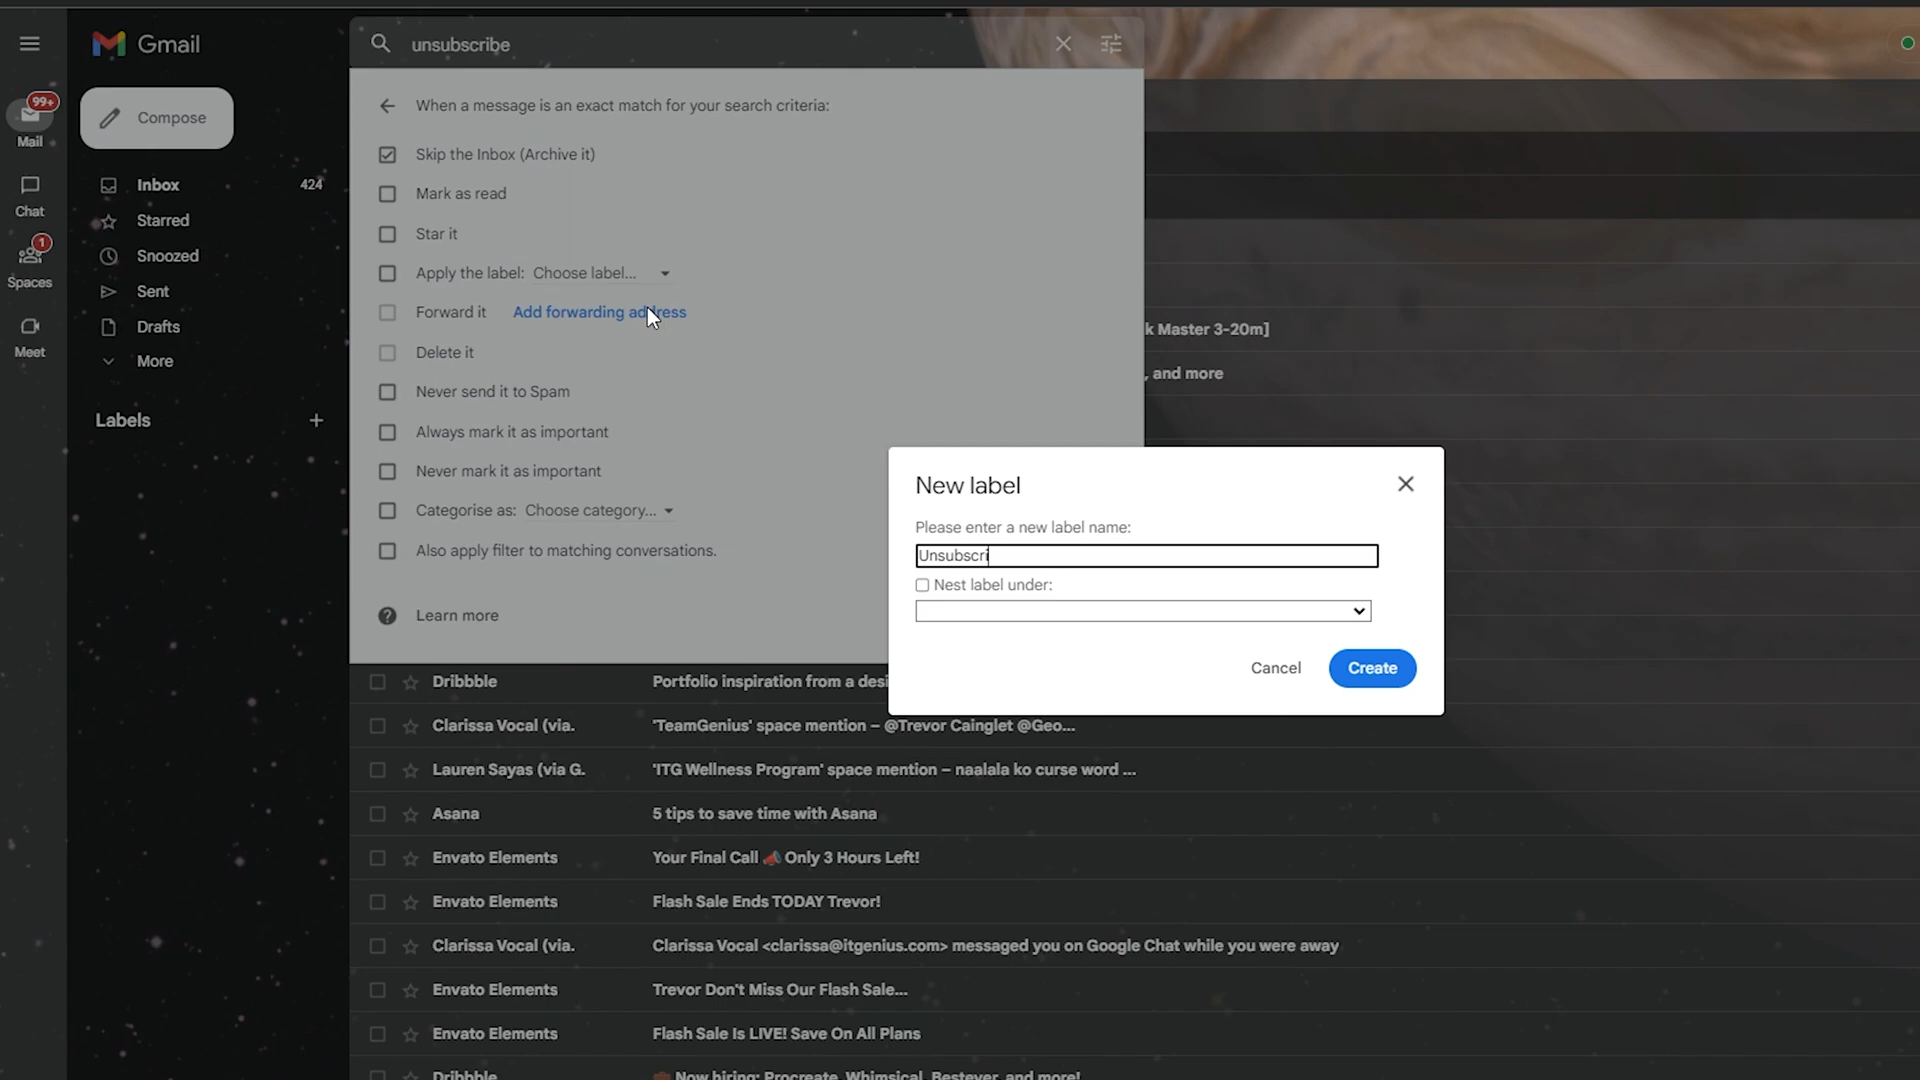 Gmail
unsubscribe
99+
Mail
Chat
1
Spaces
Meet
Compose
Inbox 424
Starred
Snoozed
Sent
Drafts
More
Labels +
When a message is an exact match for your search criteria:
Skip the Inbox (Archive it)
Mark as read
Star it
Apply the label: Choose label...
Forward it Add forwarding address
Delete it
Never send it to Spam
Always mark it as important
Never mark it as important
Categorise as: Choose category...
Also apply filter to matching conversations.
Learn more
k Master 3-20m]
, and more
New label
Please enter a new label name:
Unsubscri
Nest label under:
Cancel Create
Dribbble Portfolio inspiration from a desi
Clarissa Vocal (via. 'TeamGenius' space mention – @Trevor Cainglet @Geo...
Lauren Sayas (via G. 'ITG Wellness Program' space mention – naalala ko curse word ...
Asana 5 tips to save time with Asana
Envato Elements Your Final Call 📣 Only 3 Hours Left!
Envato Elements Flash Sale Ends TODAY Trevor!
Clarissa Vocal (via. Clarissa Vocal <clarissa@itgenius.com> messaged you on Google Chat while you were away
Envato Elements Trevor Don't Miss Our Flash Sale...
Envato Elements Flash Sale Is LIVE! Save On All Plans
Dribbble 💼 Now hiring: Procreate, Whimsical, Bestever, and more!